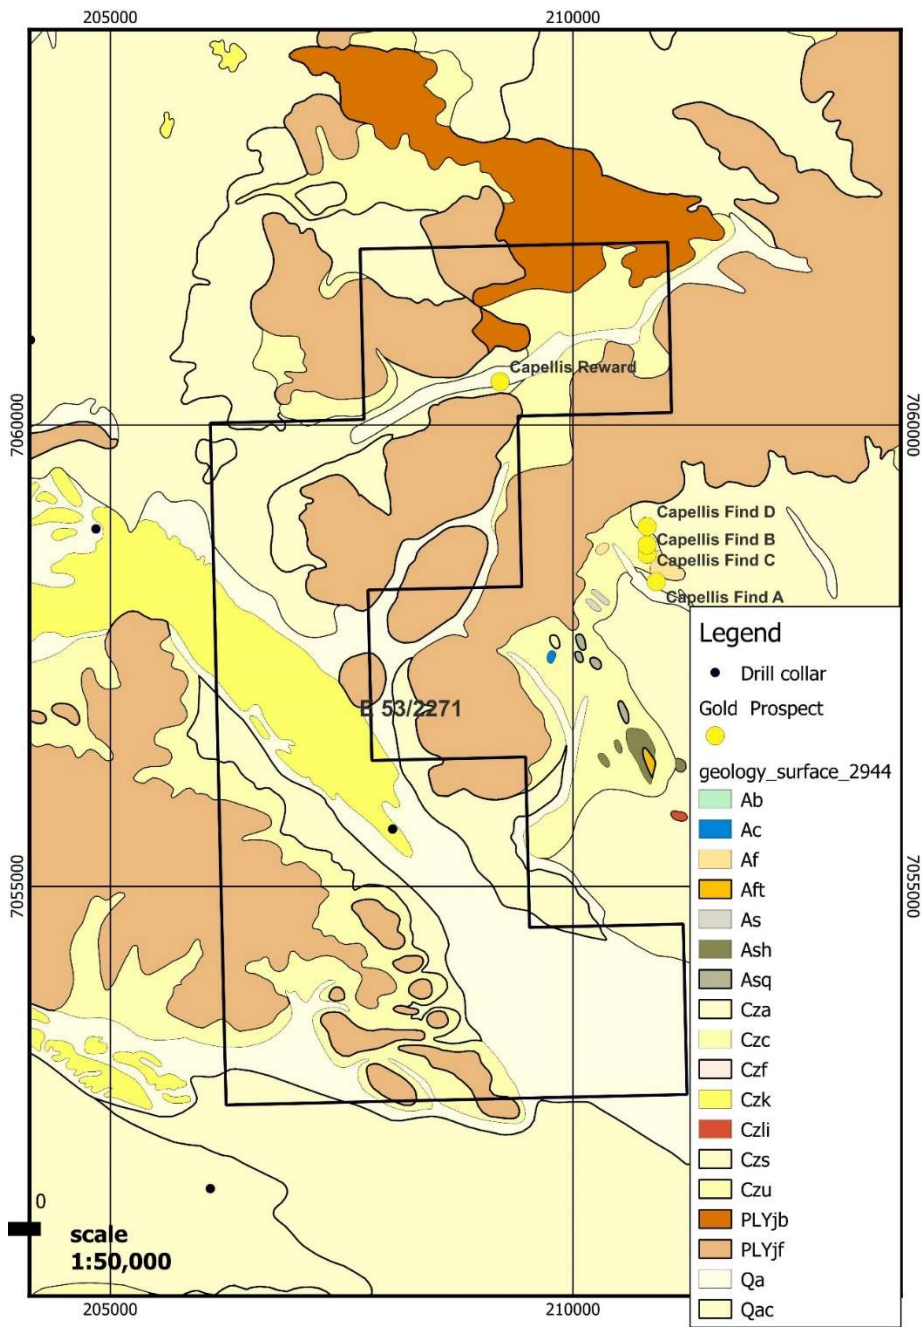 205000
210000
Capellis Reward
7060000
7060000
Capellis Find D
Capellis Find B
Capellis Find C
Capellis Find A
E 53/2271
7055000
7055000
Legend
Drill collar
Gold Prospect
geology_surface_2944
Ab
Ac
Af
Aft
As
Ash
Asq
Cza
Czc
Czf
Czk
Czli
Czs
Czu
PLYjb
PLYjf
Qa
Qac
0
scale
1:50,000
205000
210000